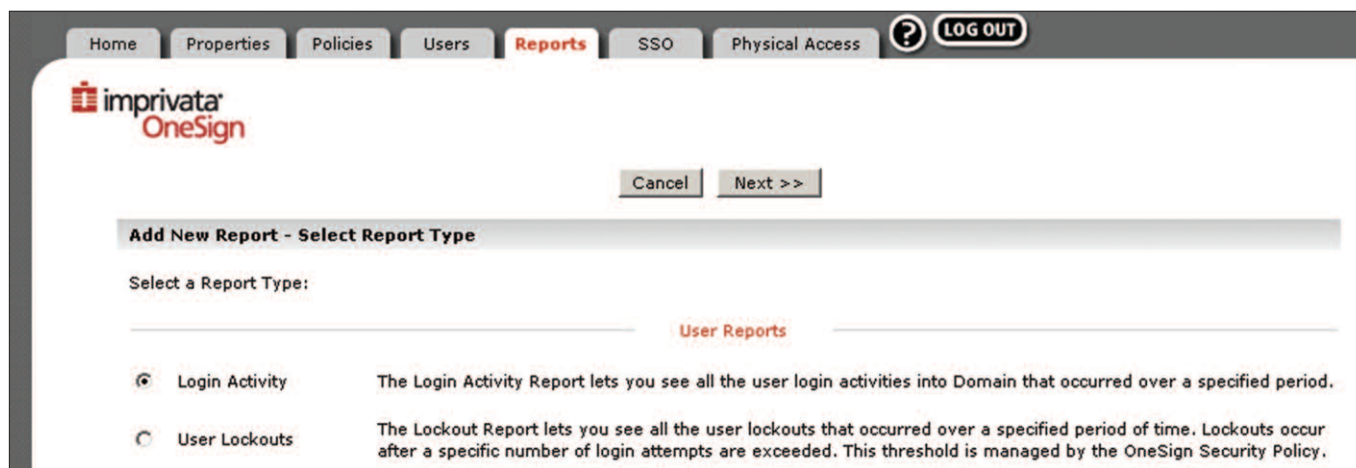 Home Properties Policies Users Reports SSO Physical Access ? LOG OUT
imprivata
OneSign
Cancel Next >>
Add New Report - Select Report Type
Select a Report Type:
User Reports
Login Activity The Login Activity Report lets you see all the user login activities into Domain that occurred over a specified period.
User Lockouts The Lockout Report lets you see all the user lockouts that occurred over a specified period of time. Lockouts occur
after a specific number of login attempts are exceeded. This threshold is managed by the OneSign Security Policy.